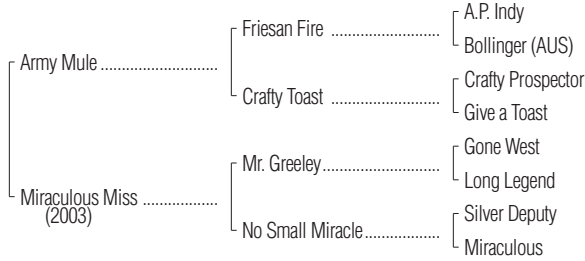 A.P. Indy
Friesan Fire ..........................
Bollinger (AUS)
Army Mule ............................
Crafty Prospector
Crafty Toast ..........................
Give a Toast
Gone West
Mr. Greeley............................
Long Legend
Miraculous Miss ..................
(2003)
Silver Deputy
No Small Miracle..................
Miraculous